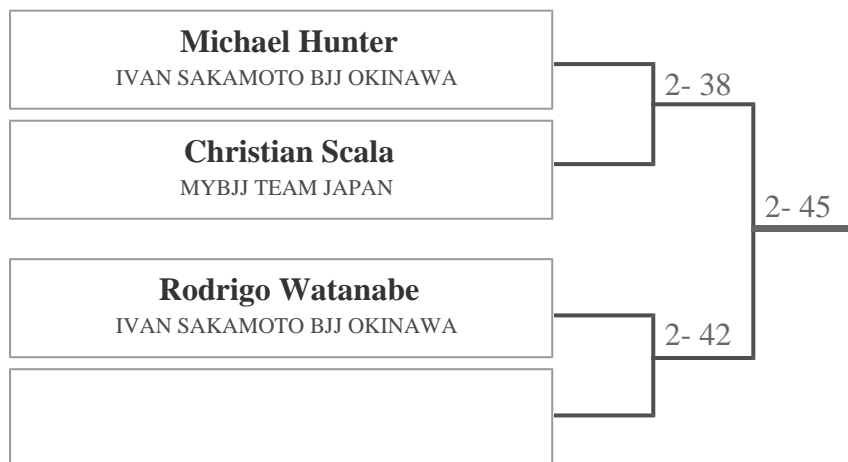 Michael Hunter
IVAN SAKAMOTO BJJ OKINAWA
2- 38
Christian Scala
MYBJJ TEAM JAPAN
2- 45
Rodrigo Watanabe
IVAN SAKAMOTO BJJ OKINAWA
2- 42